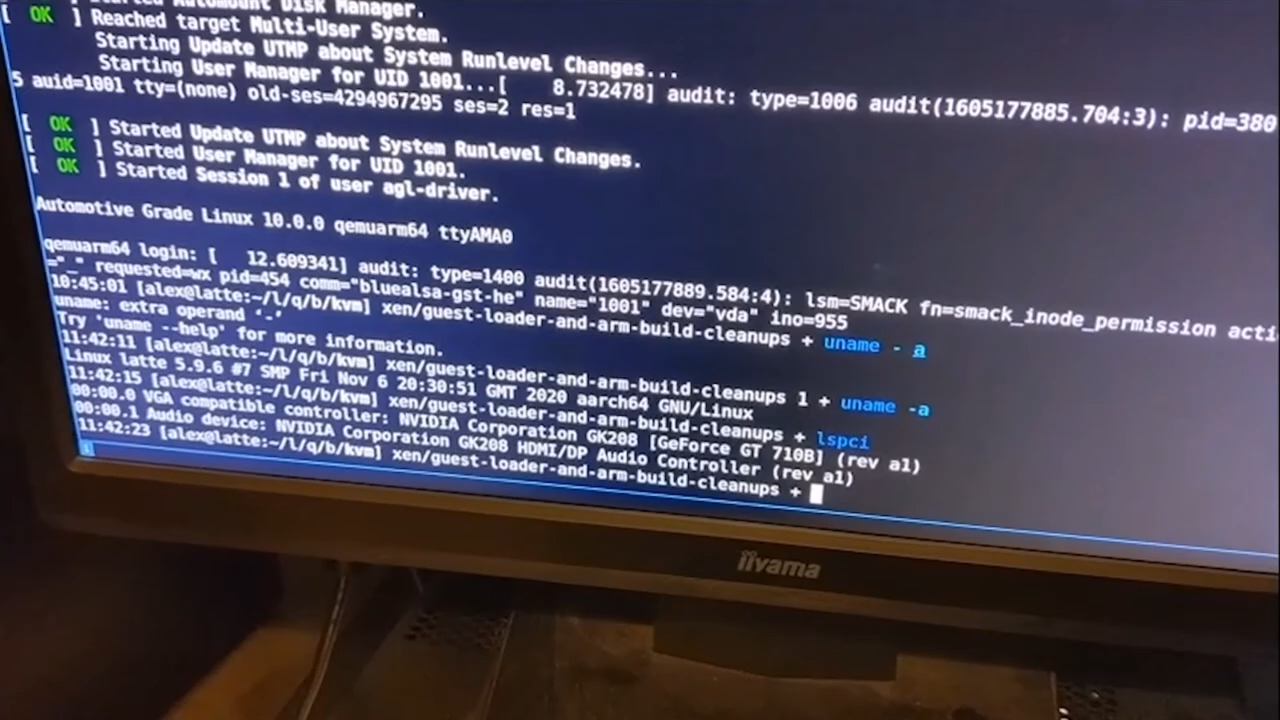 Started Automount Disk Manager.
[ OK ] Reached target Multi-User System.
Starting Update UTMP about System Runlevel Changes...
Starting User Manager for UID 1001...[ 8.732478] audit: type=1006 audit(1605177885.704:3): pid=380
5 auid=1001 tty=(none) old-ses=4294967295 ses=2 res=1
[ OK ] Started Update UTMP about System Runlevel Changes.
[ OK ] Started User Manager for UID 1001.
[ OK ] Started Session 1 of user agl-driver.
Automotive Grade Linux 10.0.0 qemuarm64 ttyAMA0
qemuarm64 login: [ 12.609341] audit: type=1400 audit(1605177889.584:4): lsm=SMACK fn=smack_inode_permission acti
="_" requested=wx pid=454 comm="bluealsa-gst-he" name="1001" dev="vda" ino=955
10:45:01 [alex@latte:~/l/q/b/kvm] xen/guest-loader-and-arm-build-cleanups + uname - a
uname: extra operand ‘-’
Try 'uname --help' for more information.
11:42:11 [alex@latte:~/l/q/b/kvm] xen/guest-loader-and-arm-build-cleanups 1 + uname -a
Linux latte 5.9.6 #7 SMP Fri Nov 6 20:30:51 GMT 2020 aarch64 GNU/Linux
11:42:15 [alex@latte:~/l/q/b/kvm] xen/guest-loader-and-arm-build-cleanups + lspci
00:00.0 VGA compatible controller: NVIDIA Corporation GK208 [GeForce GT 710B] (rev a1)
00:00.1 Audio device: NVIDIA Corporation GK208 HDMI/DP Audio Controller (rev a1)
11:42:23 [alex@latte:~/l/q/b/kvm] xen/guest-loader-and-arm-build-cleanups +
iiyama